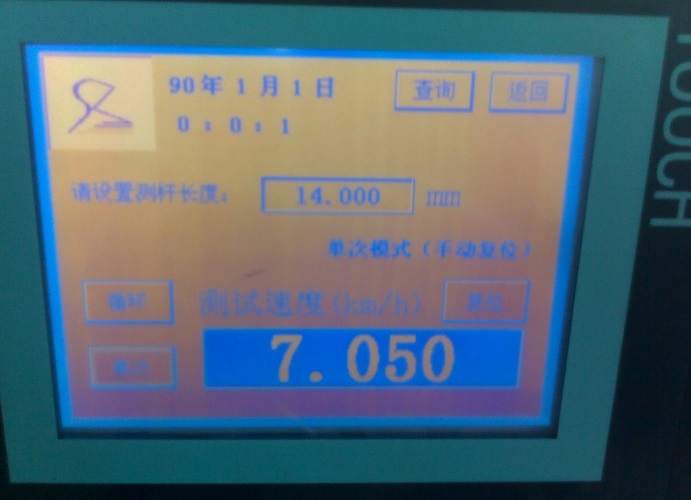 90年1月1日
查询
返回
0:0:1
请设置测杆长度:
14.000
mm
单次模式(手动复位)
循环
测试速度(km/h)
复位
7.050
TOUCH